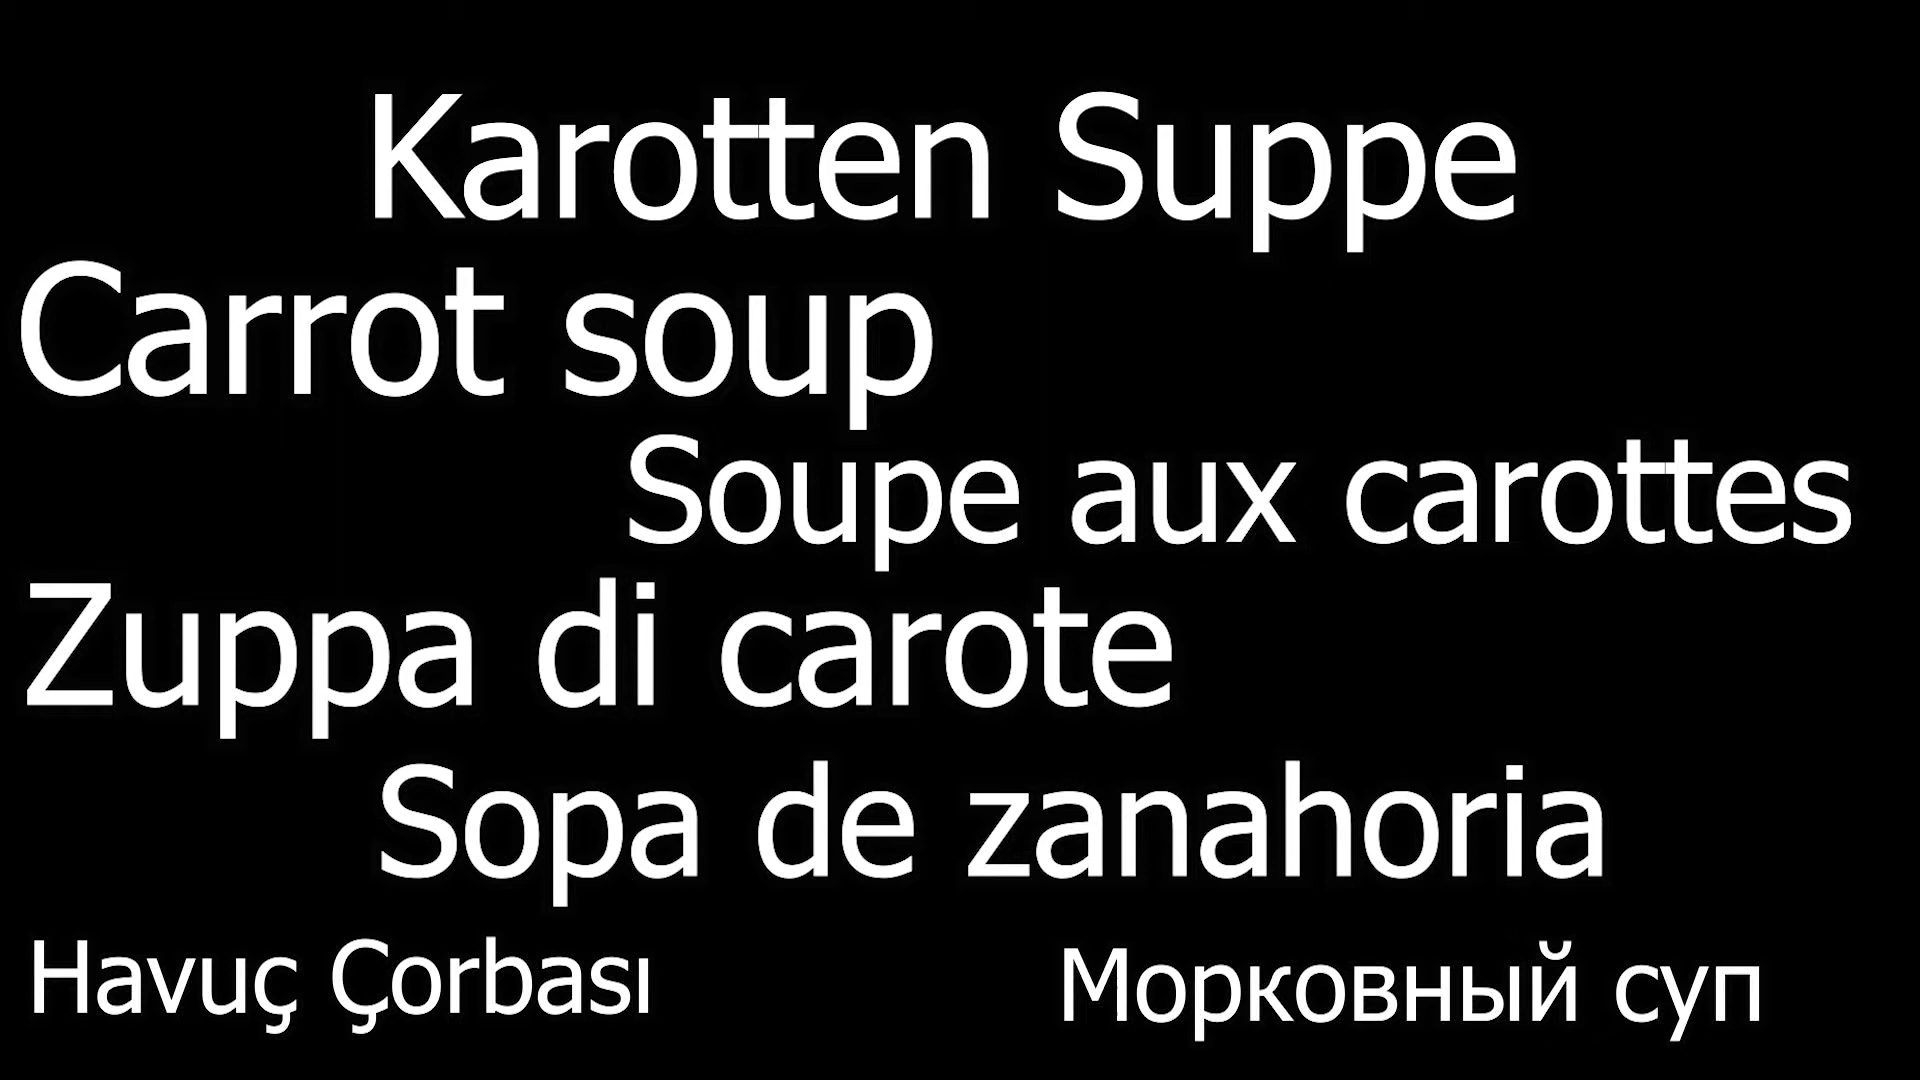 Karotten Suppe
Carrot soup
Soupe aux carottes
Zuppa di carote
Sopa de zanahoria
Havuç Çorbası
Морковный суп